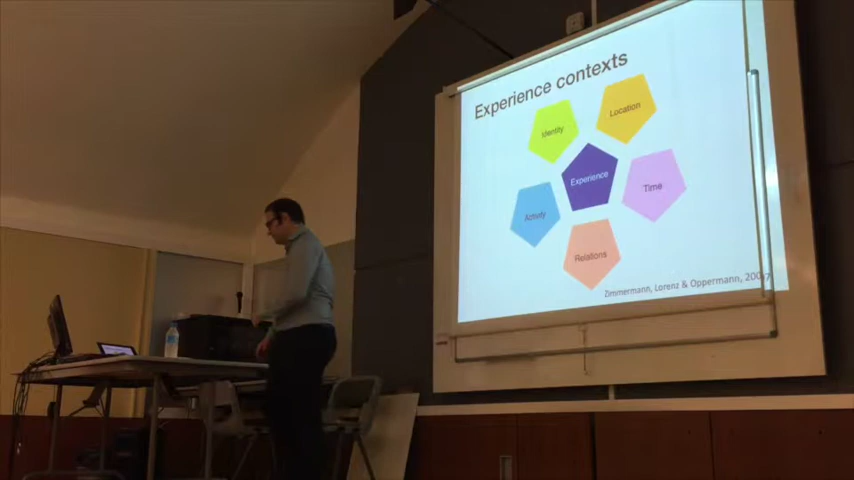 Experience contexts
Identity
Location
Experience
Time
Activity
Relations
Zimmermann, Lorenz & Oppermann, 2007